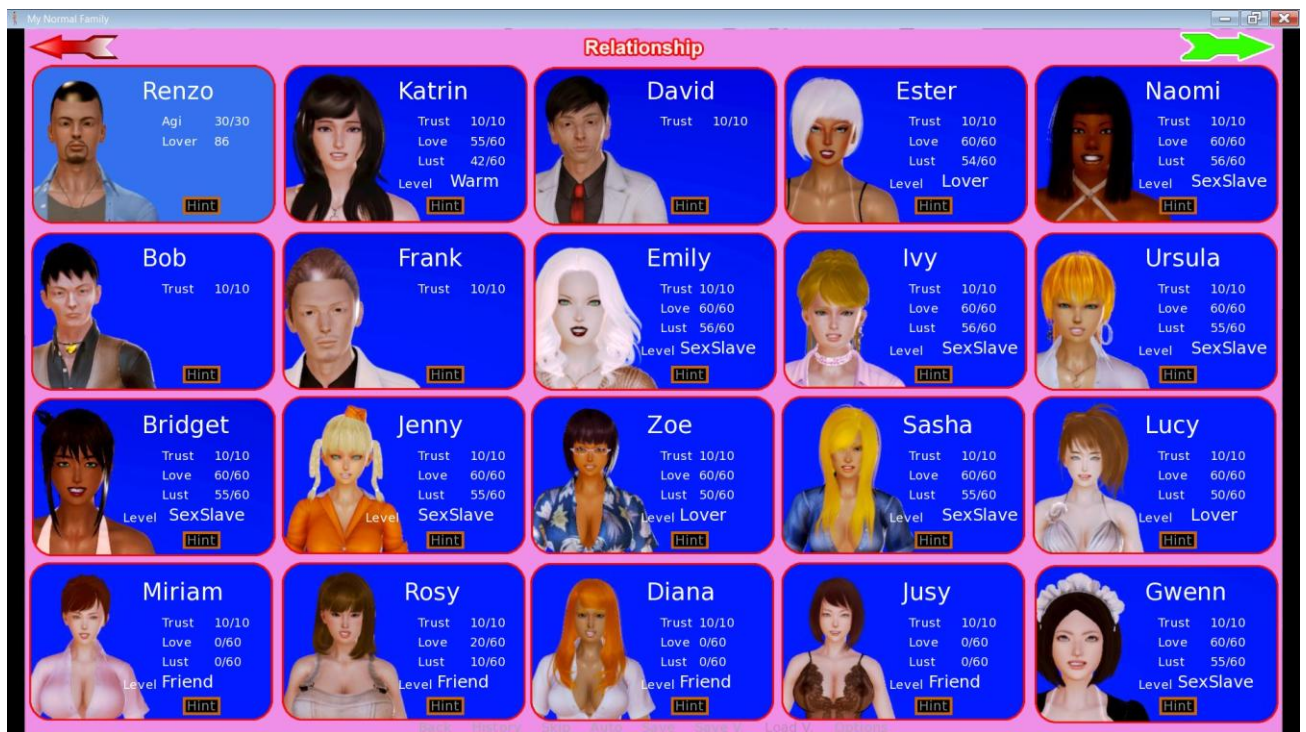 My Normal Family
Relationship
Renzo
Agi 30/30
Lover 86
Hint
Katrin
Trust 10/10
Love 55/60
Lust 42/60
Level Warm
Hint
David
Trust 10/10
Hint
Ester
Trust 10/10
Love 60/60
Lust 54/60
Level Lover
Hint
Naomi
Trust 10/10
Love 60/60
Lust 56/60
Level SexSlave
Hint
Bob
Trust 10/10
Hint
Frank
Trust 10/10
Hint
Emily
Trust 10/10
Love 60/60
Lust 56/60
Level SexSlave
Hint
Ivy
Trust 10/10
Love 60/60
Lust 56/60
Level SexSlave
Hint
Ursula
Trust 10/10
Love 60/60
Lust 55/60
Level SexSlave
Hint
Bridget
Trust 10/10
Love 60/60
Lust 55/60
Level SexSlave
Hint
Jenny
Trust 10/10
Love 60/60
Lust 55/60
Level SexSlave
Hint
Zoe
Trust 10/10
Love 60/60
Lust 50/60
Level Lover
Hint
Sasha
Trust 10/10
Love 60/60
Lust 55/60
Level SexSlave
Hint
Lucy
Trust 10/10
Love 60/60
Lust 50/60
Level Lover
Hint
Miriam
Trust 10/10
Love 0/60
Lust 0/60
Level Friend
Hint
Rosy
Trust 10/10
Love 20/60
Lust 10/60
Level Friend
Hint
Diana
Trust 10/10
Love 0/60
Lust 0/60
Level Friend
Hint
Jusy
Trust 10/10
Love 0/60
Lust 0/60
Level Friend
Hint
Gwenn
Trust 10/10
Love 60/60
Lust 55/60
Level SexSlave
Hint
Back History Skip Auto Save Save V. Load V. Options